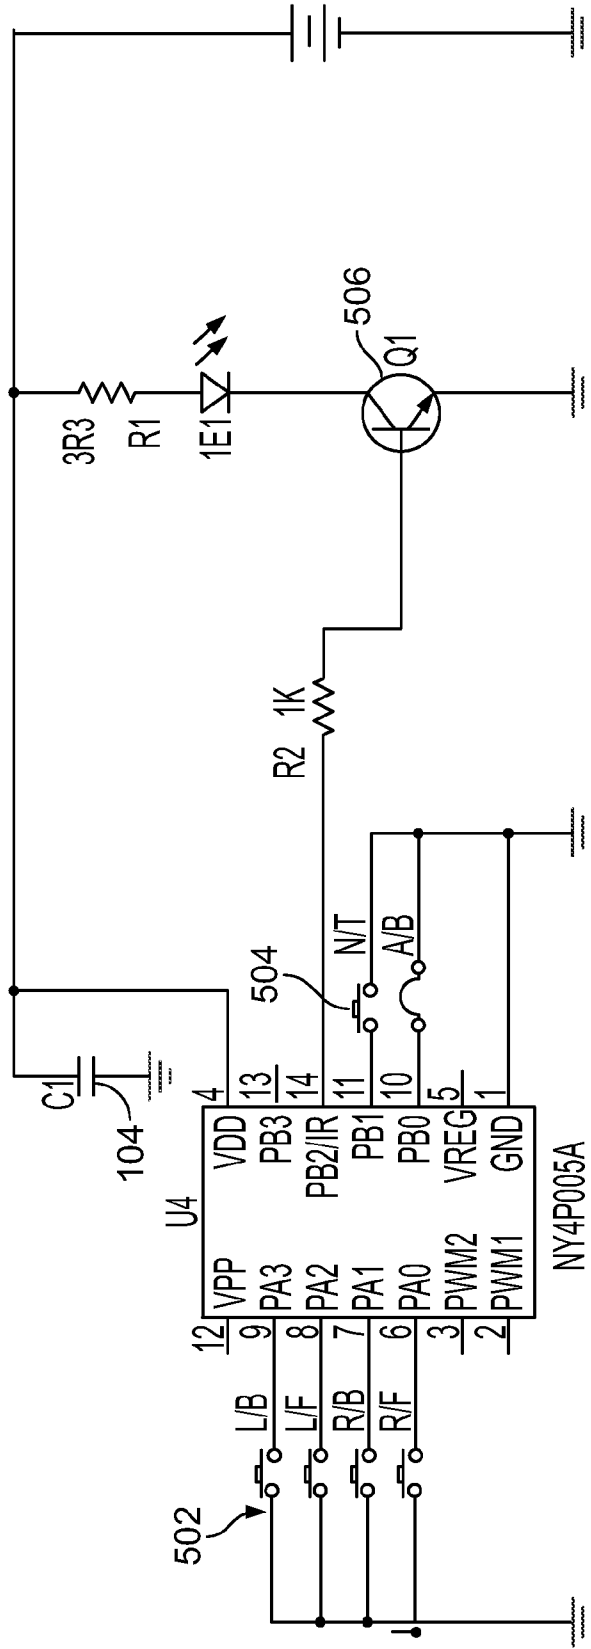 3R3
R1
1E1
506
Q1
R2 1K
C1
104
504
N/T
A/B
U4
12 VPP
VDD 4
9 PA3
PB3 13
8 PA2
PB2/IR 14
7 PA1
PB1 11
6 PA0
PB0 10
3 PWM2
VREG 5
2 PWM1
GND 1
NY4P005A
L/B
L/F
R/B
R/F
502